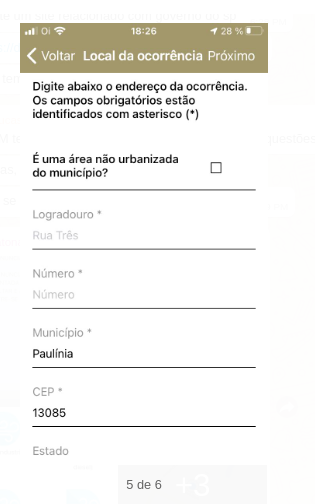 Oi 18:26 28 %
Voltar Local da ocorrência Próximo
Digite abaixo o endereço da ocorrência.
Os campos obrigatórios estão
identificados com asterisco (*)
É uma área não urbanizada
do município?
Logradouro *
Rua Três
Número *
Número
Município *
Paulínia
CEP *
13085
Estado
5 de 6 +3